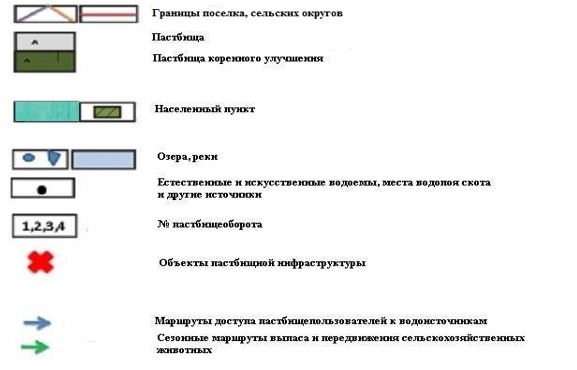 Границы поселка, сельских округов
Пастбища
Пастбища коренного улучшения
Населенный пункт
Озера, реки
Естественные и искусственные водоемы, места водопоя скота
и другие источники
1,2,3,4
№ пастбищеоборота
Объекты пастбищной инфраструктуры
Маршруты доступа пастбищепользователей к водоисточникам
Сезонные маршруты выпаса и передвижения сельскохозяйственных
животных